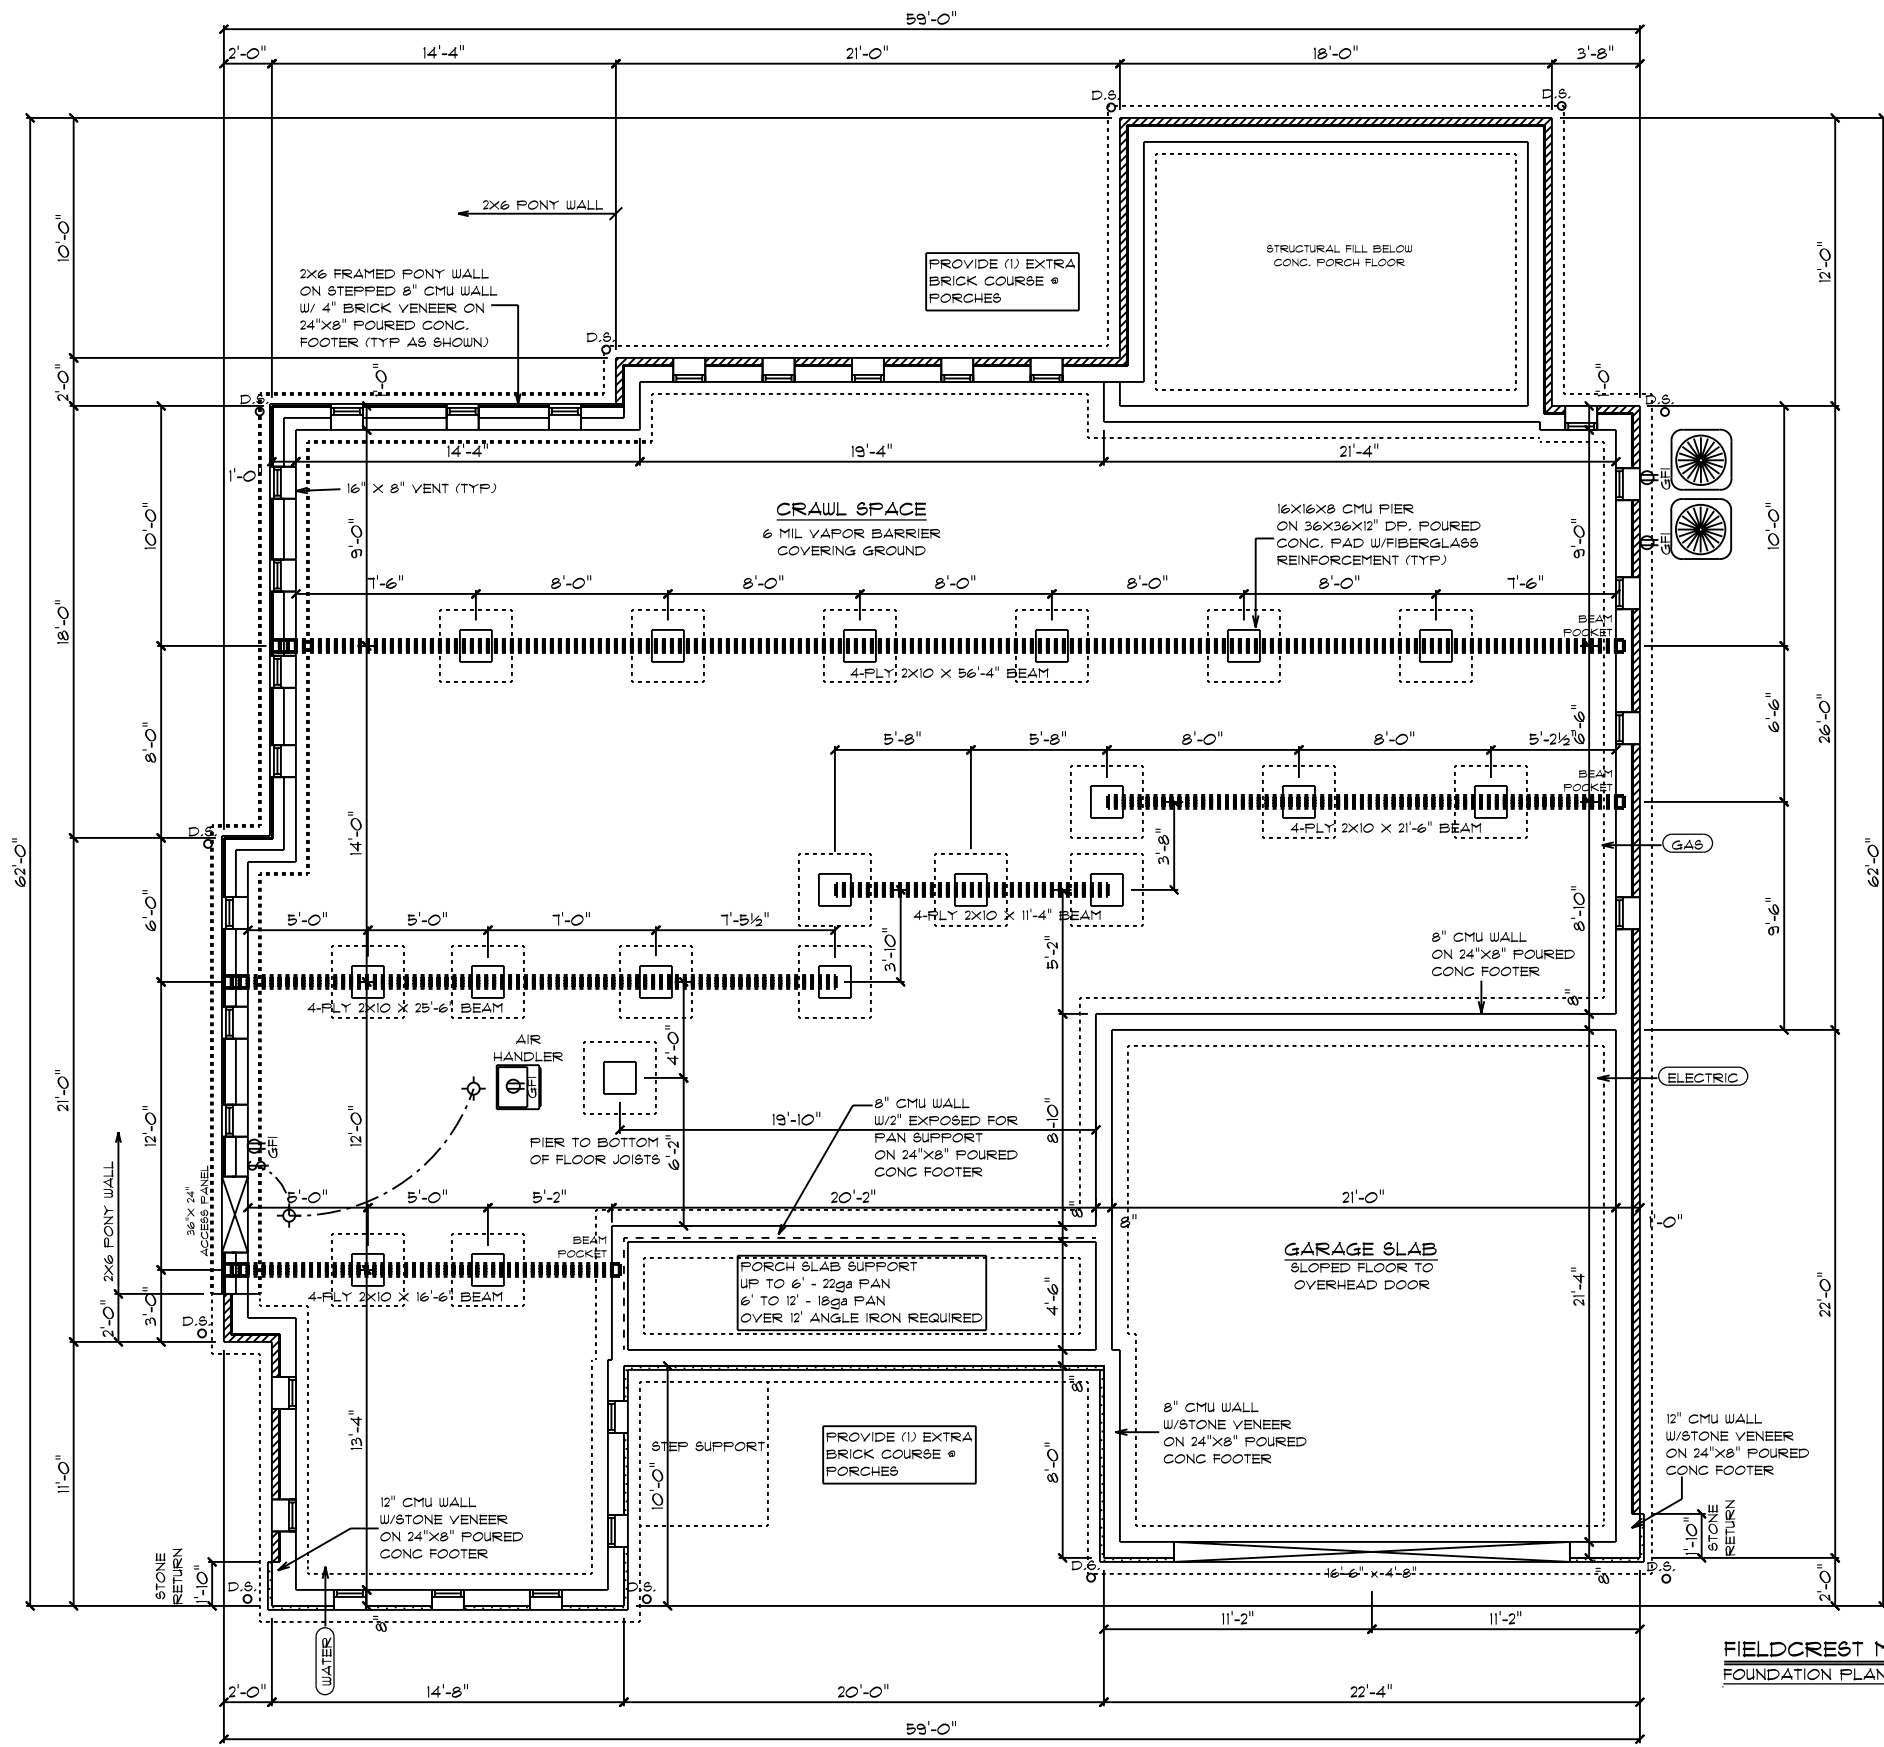 59'-0"
2'-0"
14'-4"
21'-0"
18'-0"
3'-8"
D.S.
D.S.
2X6 PONY WALL
10'-0"
12'-0"
STRUCTURAL FILL BELOW
CONC. PORCH FLOOR
PROVIDE (1) EXTRA
BRICK COURSE @
PORCHES
2X6 FRAMED PONY WALL
ON STEPPED 8" CMU WALL
W/ 4" BRICK VENEER ON
24"X8" POURED CONC.
FOOTER (TYP AS SHOWN)
D.S.
2'-0"
1'-0"
1'-0"
D.S.
D.S.
14'-4"
19'-4"
21'-4"
1'-0
16" X 8" VENT (TYP)
GFI
GFI
CRAWL SPACE
6 MIL VAPOR BARRIER
COVERING GROUND
16X16X8 CMU PIER
ON 36X36X12" DP. POURED
CONC. PAD W/FIBERGLASS
REINFORCEMENT (TYP)
10'-0"
9'-0"
9'-0"
10'-0"
7'-6"
8'-0"
8'-0"
8'-0"
8'-0"
8'-0"
7'-6"
18'-0"
BEAM
POCKET
4-PLY 2X10 X 56'-4" BEAM
8'-0"
6'-6"
6'-6"
26'-0"
5'-8"
5'-8"
8'-0"
8'-0"
5'-2½"
BEAM
POCKET
4-PLY 2X10 X 21'-6" BEAM
D.S.
14'-0"
3'-8"
GAS
62'-0"
62'-0"
6'-0"
4-PLY 2X10 X 11'-4" BEAM
5'-0"
5'-0"
7'-0"
7'-5½"
3'-10"
5'-2"
8'-10"
9'-6"
8" CMU WALL
ON 24"X8" POURED
CONC FOOTER
8"
4-PLY 2X10 X 25'-6" BEAM
AIR
HANDLER
GFI
4'-0"
ELECTRIC
21'-0"
12'-0"
12'-0"
8" CMU WALL
W/2" EXPOSED FOR
PAN SUPPORT
ON 24"X8" POURED
CONC FOOTER
19'-10"
8'-10"
PIER TO BOTTOM
OF FLOOR JOISTS
6'-2"
GFI
2X6 PONY WALL
36"X 24"
ACCESS PANEL
5'-0"
5'-0"
5'-2"
20'-2"
8"
8"
21'-0"
1'-0"
BEAM
POCKET
GARAGE SLAB
SLOPED FLOOR TO
OVERHEAD DOOR
PORCH SLAB SUPPORT
UP TO 6' - 22ga PAN
6' TO 12' - 18ga PAN
OVER 12' ANGLE IRON REQUIRED
4-PLY 2X10 X 16'-6" BEAM
4'-6"
21'-4"
22'-0"
2'-0"
3'-0"
D.S.
8"
8" CMU WALL
W/STONE VENEER
ON 24"X8" POURED
CONC FOOTER
12" CMU WALL
W/STONE VENEER
ON 24"X8" POURED
CONC FOOTER
13'-4"
STEP SUPPORT
PROVIDE (1) EXTRA
BRICK COURSE @
PORCHES
8'-0"
10'-0"
11'-0"
12" CMU WALL
W/STONE VENEER
ON 24"X8" POURED
CONC FOOTER
STONE
RETURN
1'-10"
STONE
RETURN
1'-10"
D.S.
D.S.
D.S.
D.S.
16'-6" x 4'-8"
8"
2'-0"
8"
WATER
11'-2"
11'-2"
FIELDCREST
FOUNDATION PLAN
2'-0"
14'-8"
20'-0"
22'-4"
59'-0"